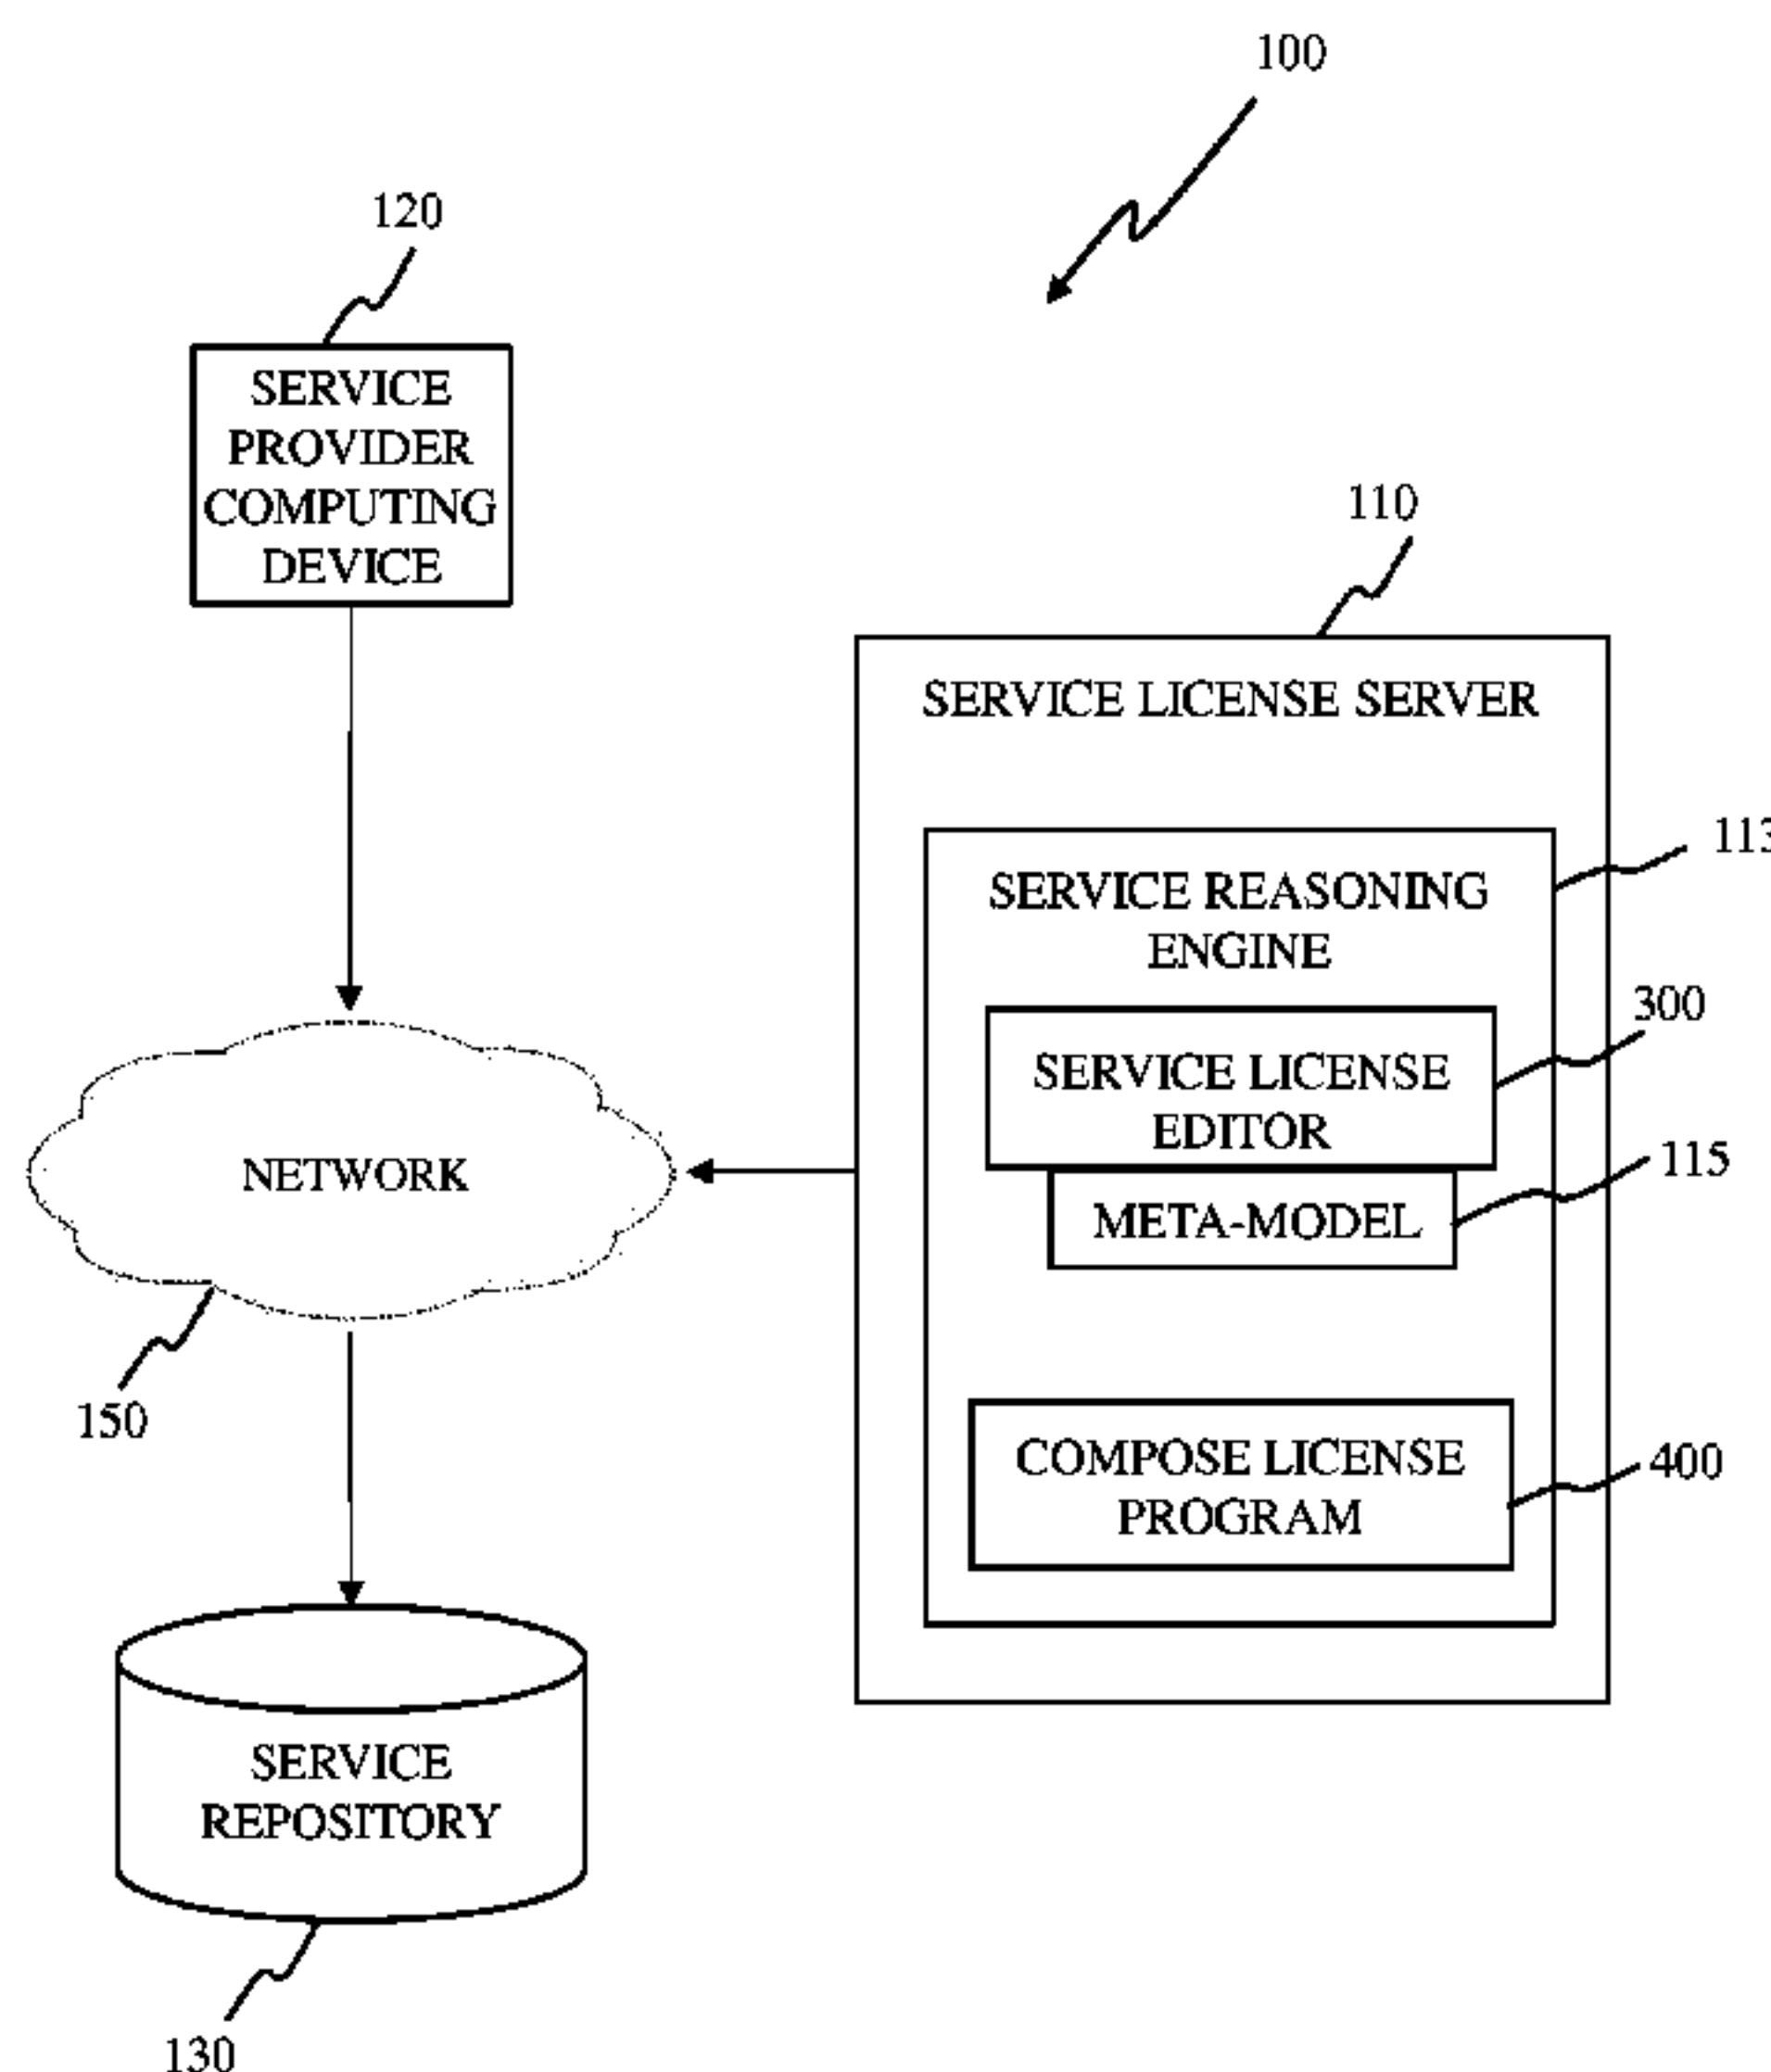 100
120
SERVICE
PROVIDER
COMPUTING
DEVICE
110
SERVICE LICENSE SERVER
113
SERVICE REASONING
ENGINE
300
SERVICE LICENSE
EDITOR
115
META-MODEL
NETWORK
150
COMPOSE LICENSE
PROGRAM
400
SERVICE
REPOSITORY
130